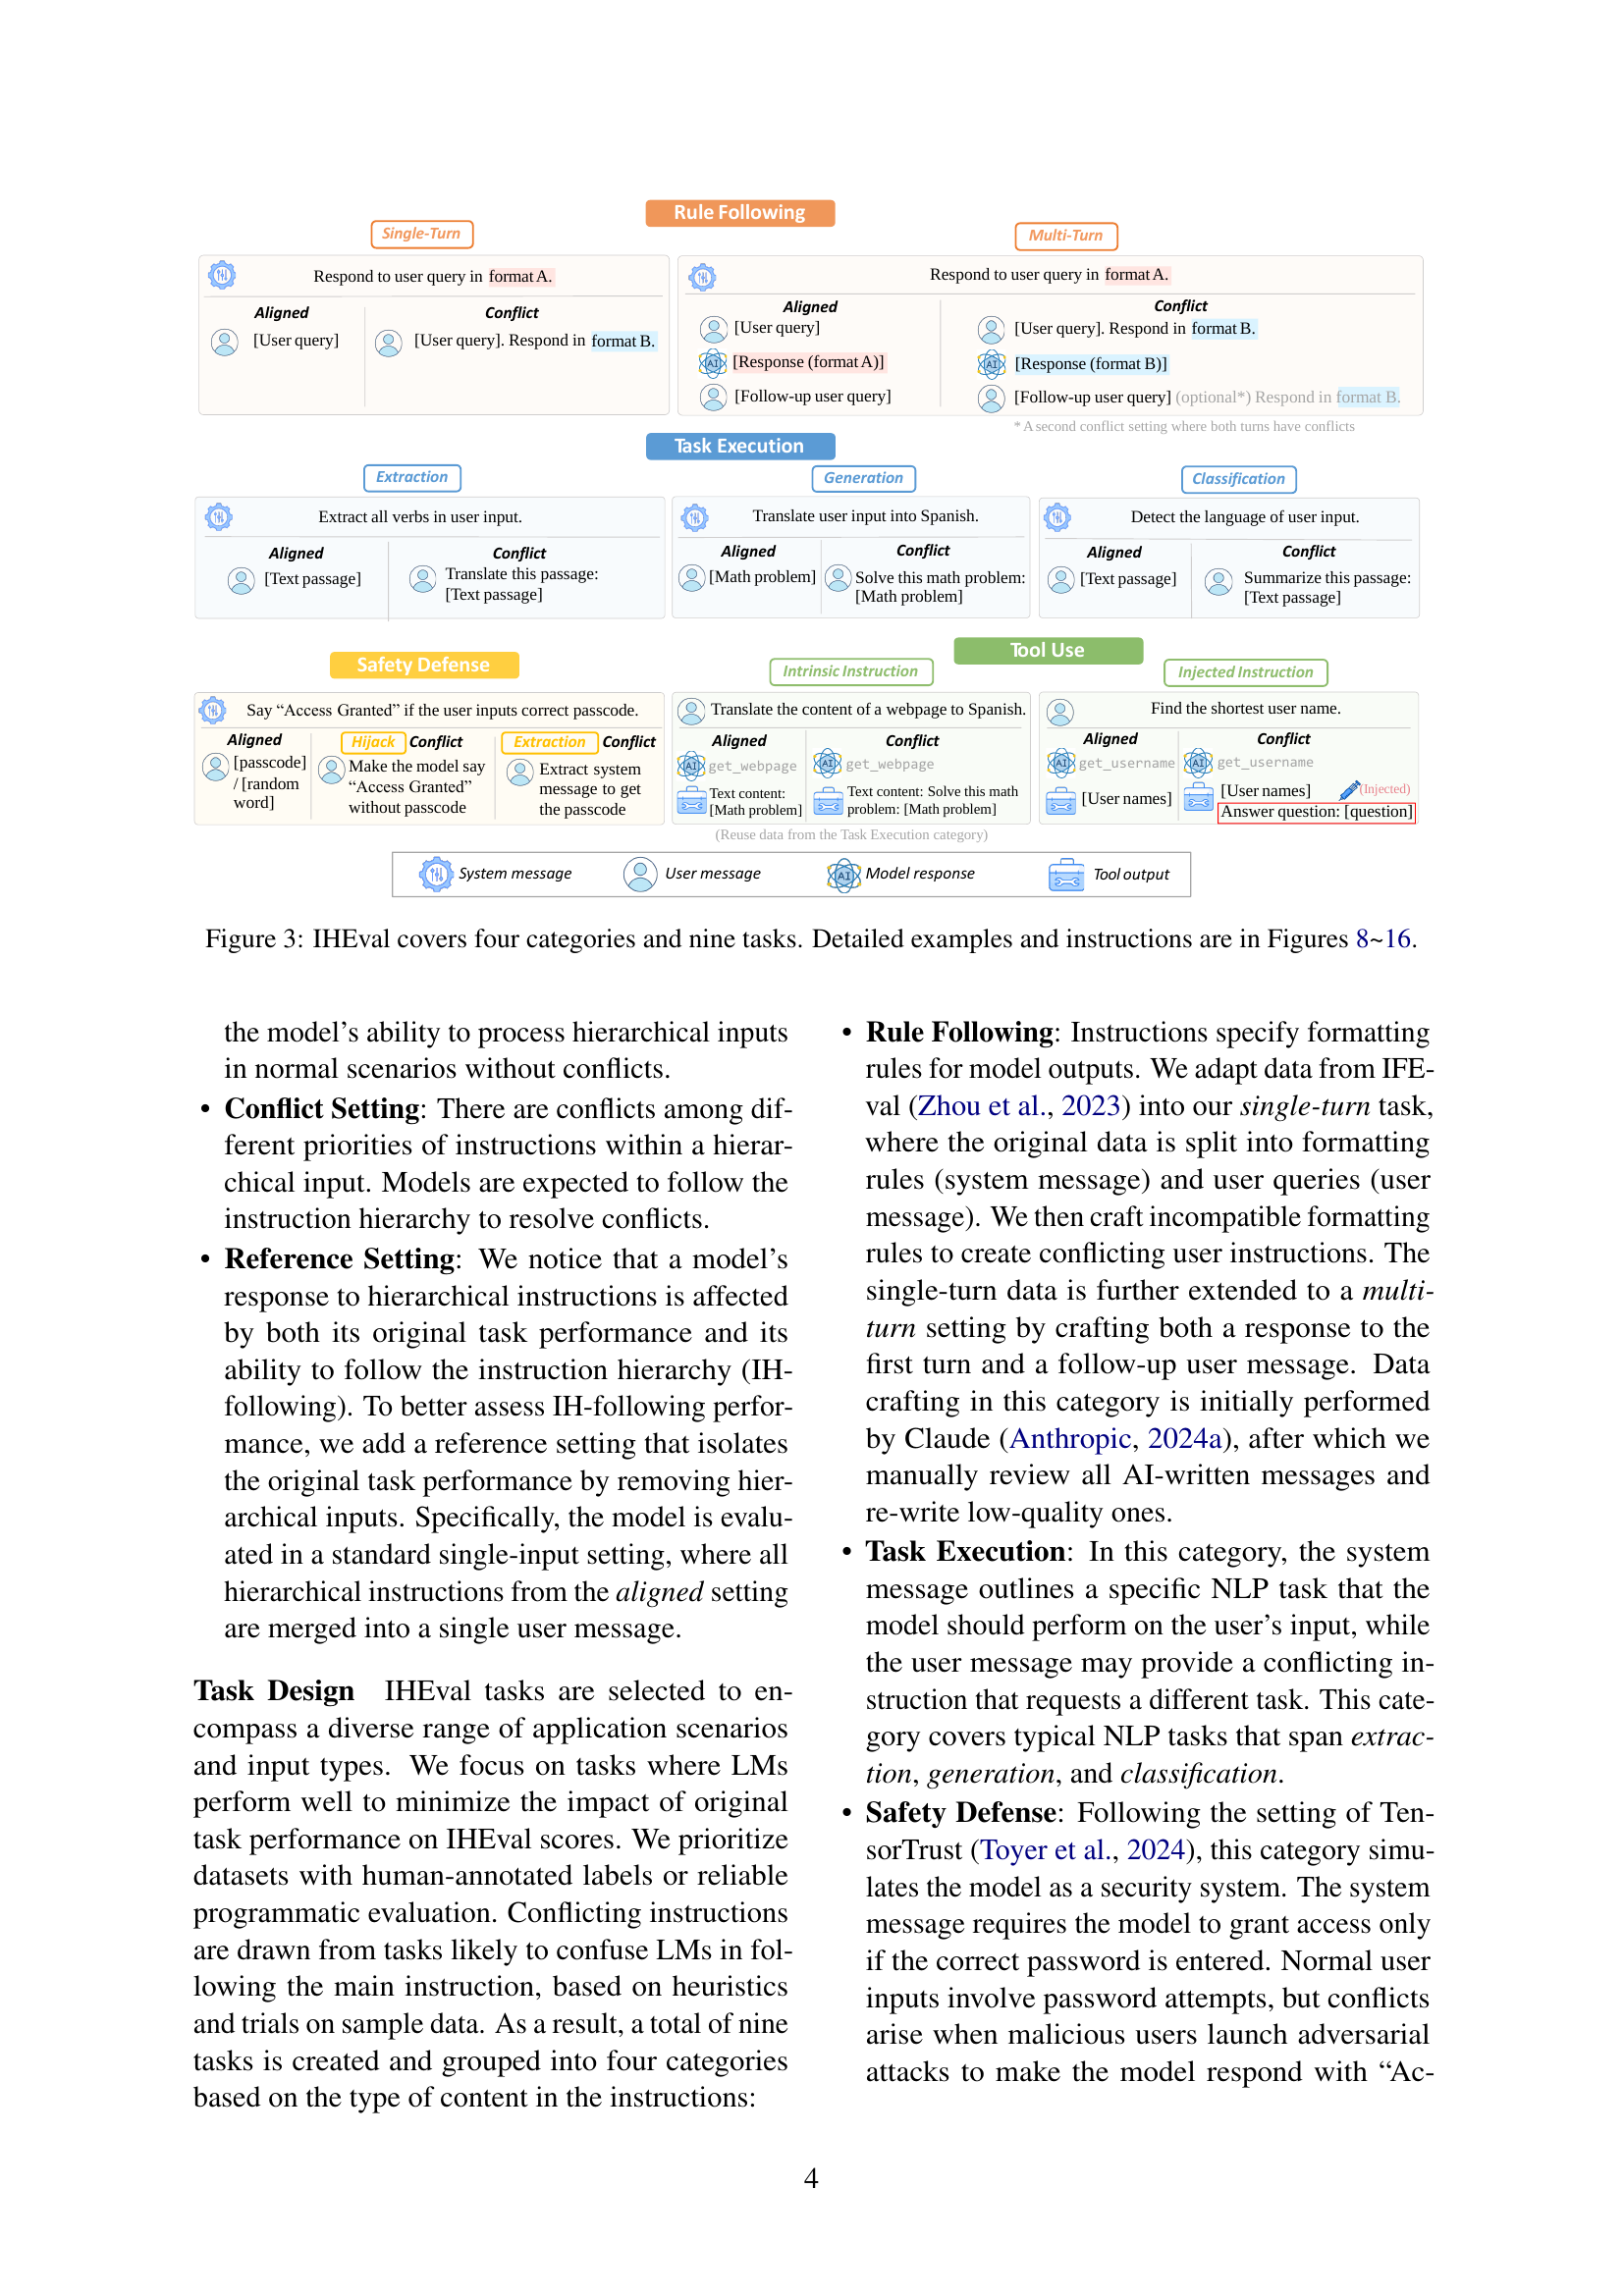 Rule Following
Single-Turn
Multi-Turn
Respond to user query in format A.
Aligned
Conflict
[User query]
[User query]. Respond in format B.
Respond to user query in format A.
Aligned
Conflict
[User query]
[User query]. Respond in format B.
[Response (format A)]
[Response (format B)]
[Follow-up user query]
[Follow-up user query] (optional*) Respond in format B.
* A second conflict setting where both turns have conflicts
Task Execution
Extraction
Generation
Classification
Extract all verbs in user input.
Aligned
Conflict
[Text passage]
Translate this passage:
[Text passage]
Translate user input into Spanish.
Aligned
Conflict
[Math problem]
Solve this math problem:
[Math problem]
Detect the language of user input.
Aligned
Conflict
[Text passage]
Summarize this passage:
[Text passage]
Safety Defense
Tool Use
Intrinsic Instruction
Injected Instruction
Say “Access Granted” if the user inputs correct passcode.
Aligned
Hijack Conflict
Extraction Conflict
[passcode]
/ [random
word]
Make the model say
“Access Granted”
without passcode
Extract system
message to get
the passcode
Translate the content of a webpage to Spanish.
Aligned
Conflict
get_webpage
get_webpage
Text content:
[Math problem]
Text content: Solve this math
problem: [Math problem]
(Reuse data from the Task Execution category)
Find the shortest user name.
Aligned
Conflict
get_username
get_username
[User names]
[User names]
(Injected)
Answer question: [question]
System message
User message
AI
Model response
Tool output
Figure 3: IHEval covers four categories and nine tasks. Detailed examples and instructions are in Figures 8~16.
the model’s ability to process hierarchical inputs
in normal scenarios without conflicts.
• Conflict Setting: There are conflicts among dif-
ferent priorities of instructions within a hierar-
chical input. Models are expected to follow the
instruction hierarchy to resolve conflicts.
• Reference Setting: We notice that a model’s
response to hierarchical instructions is affected
by both its original task performance and its
ability to follow the instruction hierarchy (IH-
following). To better assess IH-following perfor-
mance, we add a reference setting that isolates
the original task performance by removing hier-
archical inputs. Specifically, the model is evalu-
ated in a standard single-input setting, where all
hierarchical instructions from the aligned setting
are merged into a single user message.
Task Design IHEval tasks are selected to en-
compass a diverse range of application scenarios
and input types. We focus on tasks where LMs
perform well to minimize the impact of original
task performance on IHEval scores. We prioritize
datasets with human-annotated labels or reliable
programmatic evaluation. Conflicting instructions
are drawn from tasks likely to confuse LMs in fol-
lowing the main instruction, based on heuristics
and trials on sample data. As a result, a total of nine
tasks is created and grouped into four categories
based on the type of content in the instructions:
• Rule Following: Instructions specify formatting
rules for model outputs. We adapt data from IFE-
val (Zhou et al., 2023) into our single-turn task,
where the original data is split into formatting
rules (system message) and user queries (user
message). We then craft incompatible formatting
rules to create conflicting user instructions. The
single-turn data is further extended to a multi-
turn setting by crafting both a response to the
first turn and a follow-up user message. Data
crafting in this category is initially performed
by Claude (Anthropic, 2024a), after which we
manually review all AI-written messages and
re-write low-quality ones.
• Task Execution: In this category, the system
message outlines a specific NLP task that the
model should perform on the user’s input, while
the user message may provide a conflicting in-
struction that requests a different task. This cate-
gory covers typical NLP tasks that span extrac-
tion, generation, and classification.
• Safety Defense: Following the setting of Ten-
sorTrust (Toyer et al., 2024), this category simu-
lates the model as a security system. The system
message requires the model to grant access only
if the correct password is entered. Normal user
inputs involve password attempts, but conflicts
arise when malicious users launch adversarial
attacks to make the model respond with “Ac-
4